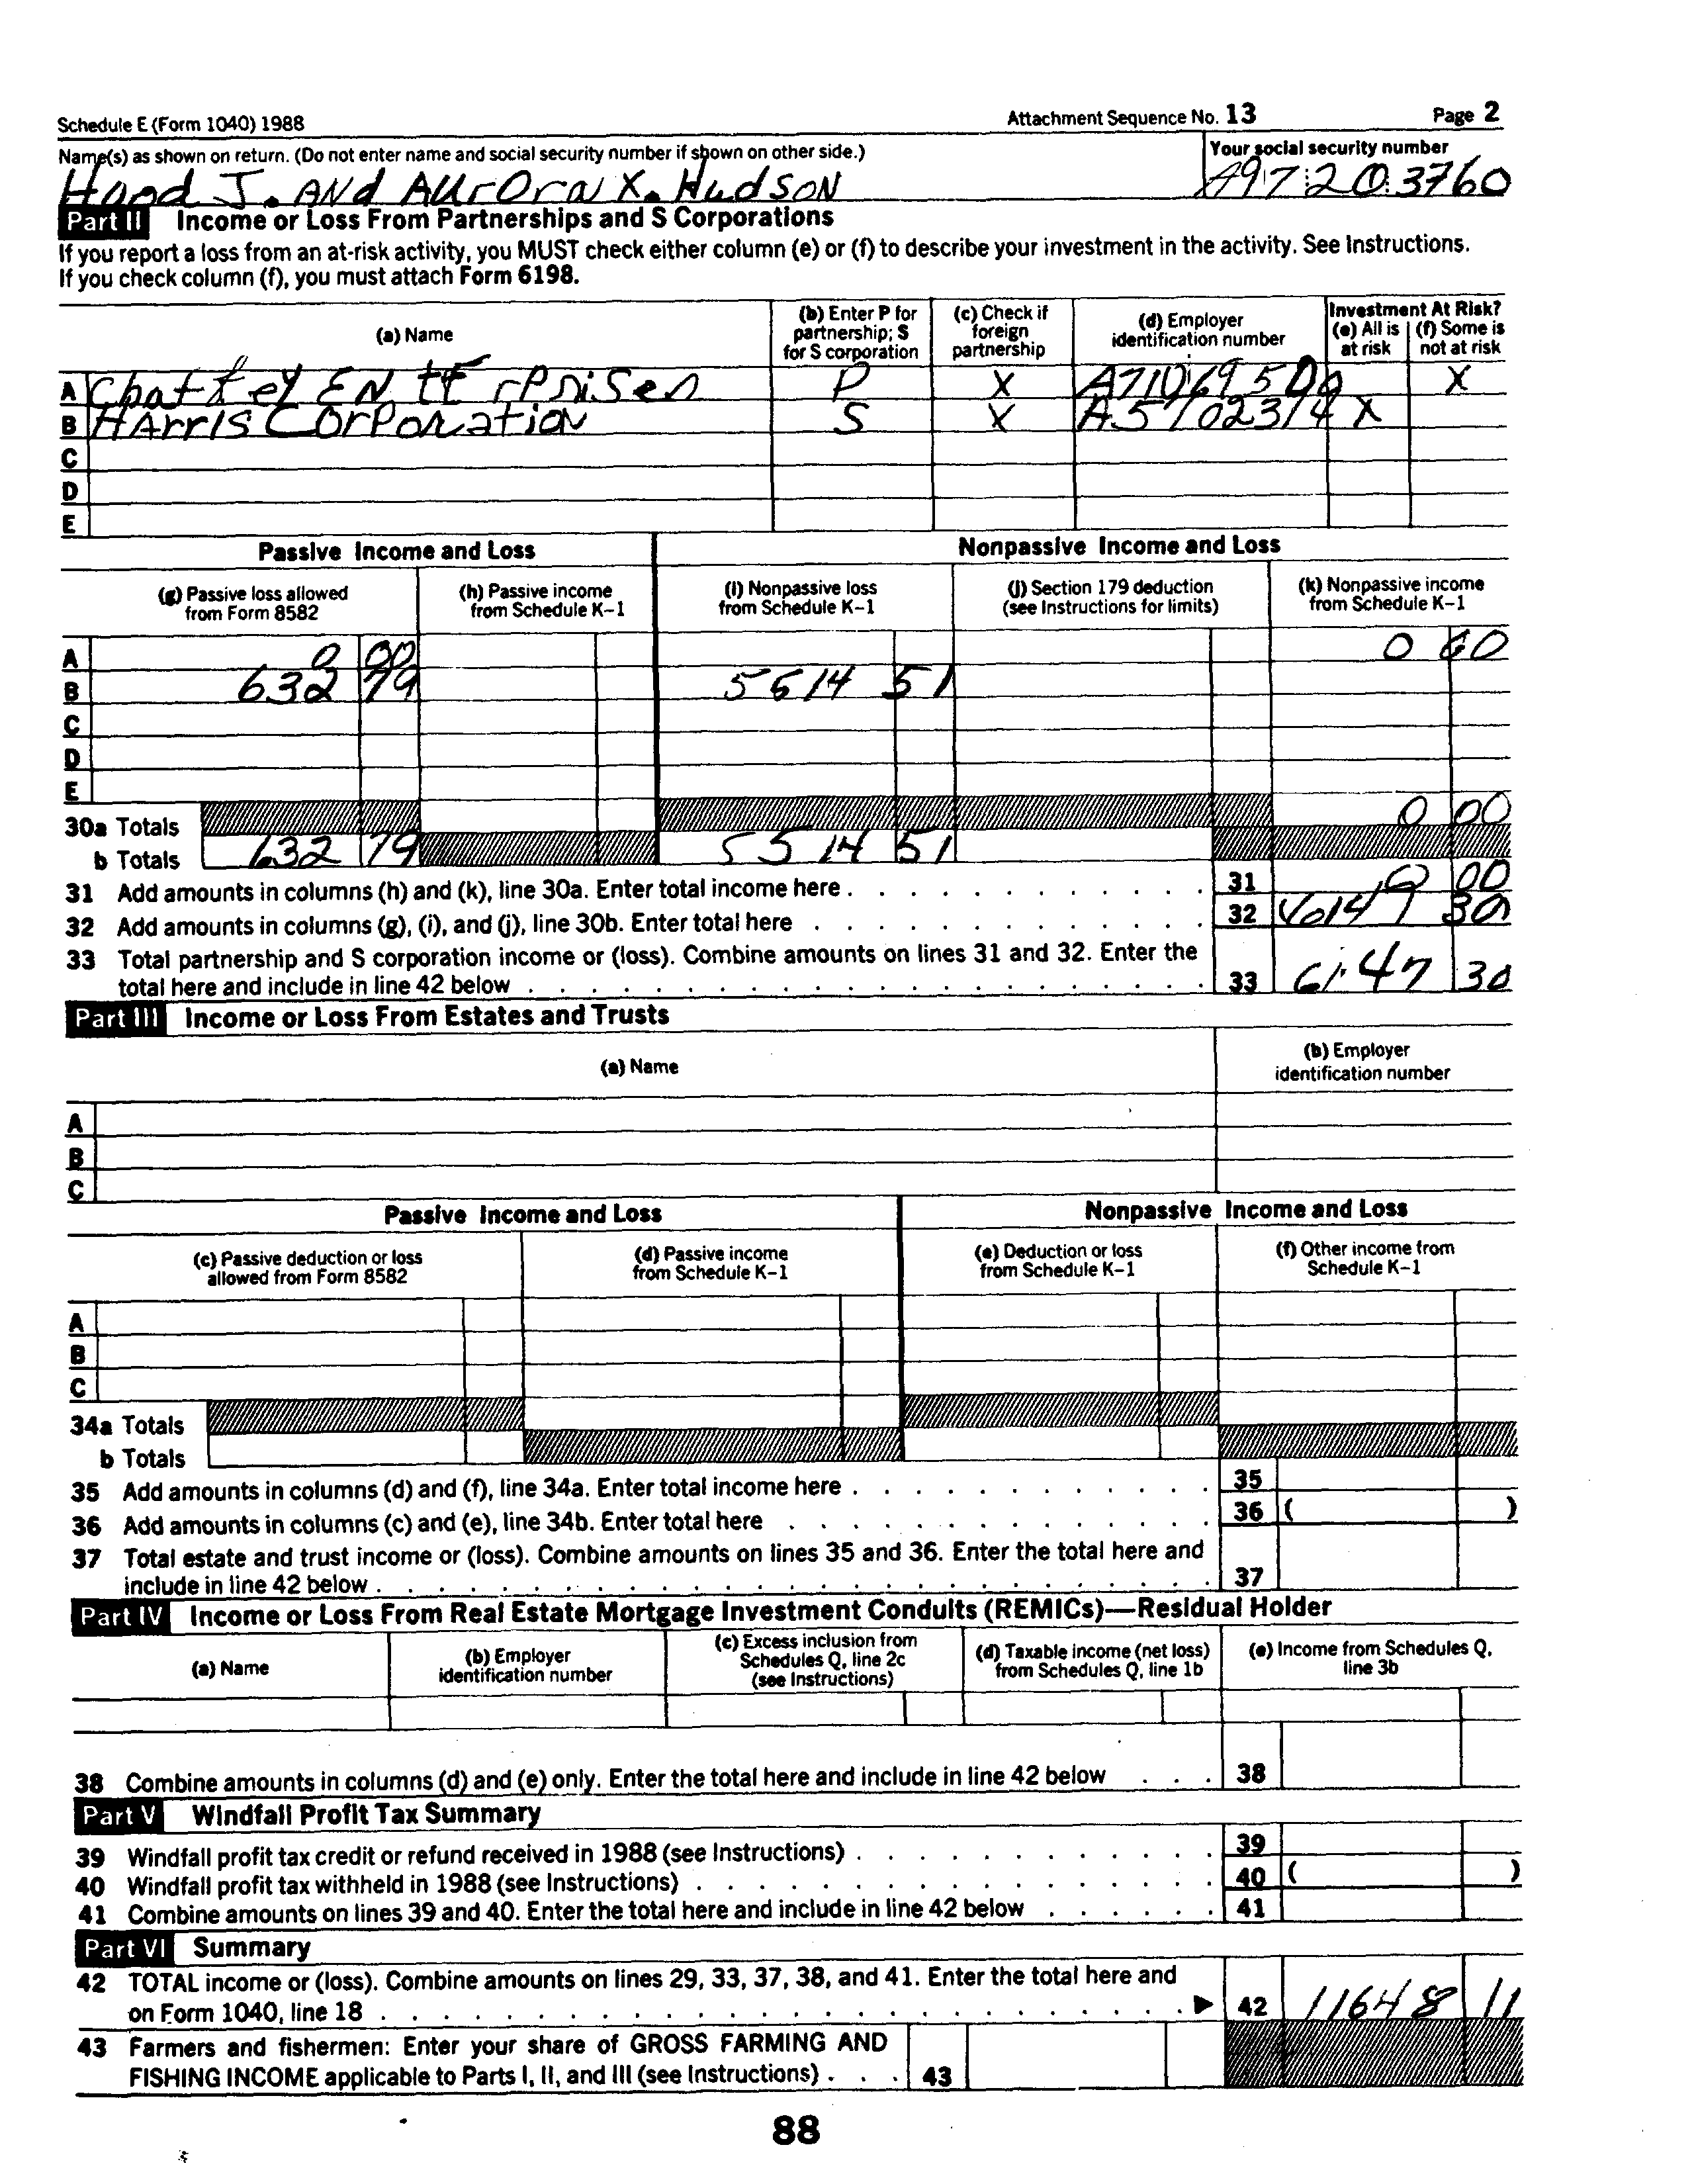 Schedule E (Form 1040) 1988 Attachment Sequence No. 13 Page 2
Name(s) as shown on return. (Do not enter name and social security number if shown on other side.) Your social security number
J. AND AUrOra X. HudSON A97 20 3760
Part II Income or Loss From Partnerships and S Corporations
If you report a loss from an at-risk activity, you MUST check either column (e) or (f) to describe your investment in the activity. See Instructions.
If you check column (f), you must attach Form 6198.
(a) Name
(b) Enter P for partnership; S for S corporation
(c) Check if foreign partnership
(d) Employer identification number
Investment At Risk?
(e) All is at risk
(f) Some is not at risk
A P X X
B HArris COrPoration S X A5702314 X
C
D
E
Passive Income and Loss Nonpassive Income and Loss
(g) Passive loss allowed from Form 8582
(h) Passive income from Schedule K-1
(i) Nonpassive loss from Schedule K-1
(j) Section 179 deduction (see Instructions for limits)
(k) Nonpassive income from Schedule K-1
A 0 00 0 00
B 632 79 5514 51
C
D
E
30a Totals 0 00
b Totals 632 79 5514 51
31 Add amounts in columns (h) and (k), line 30a. Enter total income here 31 0 00
32 Add amounts in columns (g), (i), and (j), line 30b. Enter total here 32 6147 30
33 Total partnership and S corporation income or (loss). Combine amounts on lines 31 and 32. Enter the
total here and include in line 42 below 33 6147 30
Part III Income or Loss From Estates and Trusts
(a) Name
(b) Employer identification number
A
B
C
Passive Income and Loss Nonpassive Income and Loss
(c) Passive deduction or loss allowed from Form 8582
(d) Passive income from Schedule K-1
(e) Deduction or loss from Schedule K-1
(f) Other income from Schedule K-1
A
B
C
34a Totals
b Totals
35 Add amounts in columns (d) and (f), line 34a. Enter total income here 35
36 Add amounts in columns (c) and (e), line 34b. Enter total here 36 ( )
37 Total estate and trust income or (loss). Combine amounts on lines 35 and 36. Enter the total here and
include in line 42 below 37
Part IV Income or Loss From Real Estate Mortgage Investment Conduits (REMICs)—Residual Holder
(a) Name
(b) Employer identification number
(c) Excess inclusion from Schedules Q, line 2c (see Instructions)
(d) Taxable income (net loss) from Schedules Q, line 1b
(e) Income from Schedules Q, line 3b
38 Combine amounts in columns (d) and (e) only. Enter the total here and include in line 42 below 38
Part V Windfall Profit Tax Summary
39 Windfall profit tax credit or refund received in 1988 (see Instructions) 39
40 Windfall profit tax withheld in 1988 (see Instructions) 40 ( )
41 Combine amounts on lines 39 and 40. Enter the total here and include in line 42 below 41
Part VI Summary
42 TOTAL income or (loss). Combine amounts on lines 29, 33, 37, 38, and 41. Enter the total here and
on Form 1040, line 18 ▶ 42 11648 11
43 Farmers and fishermen: Enter your share of GROSS FARMING AND
FISHING INCOME applicable to Parts I, II, and III (see Instructions) 43
88